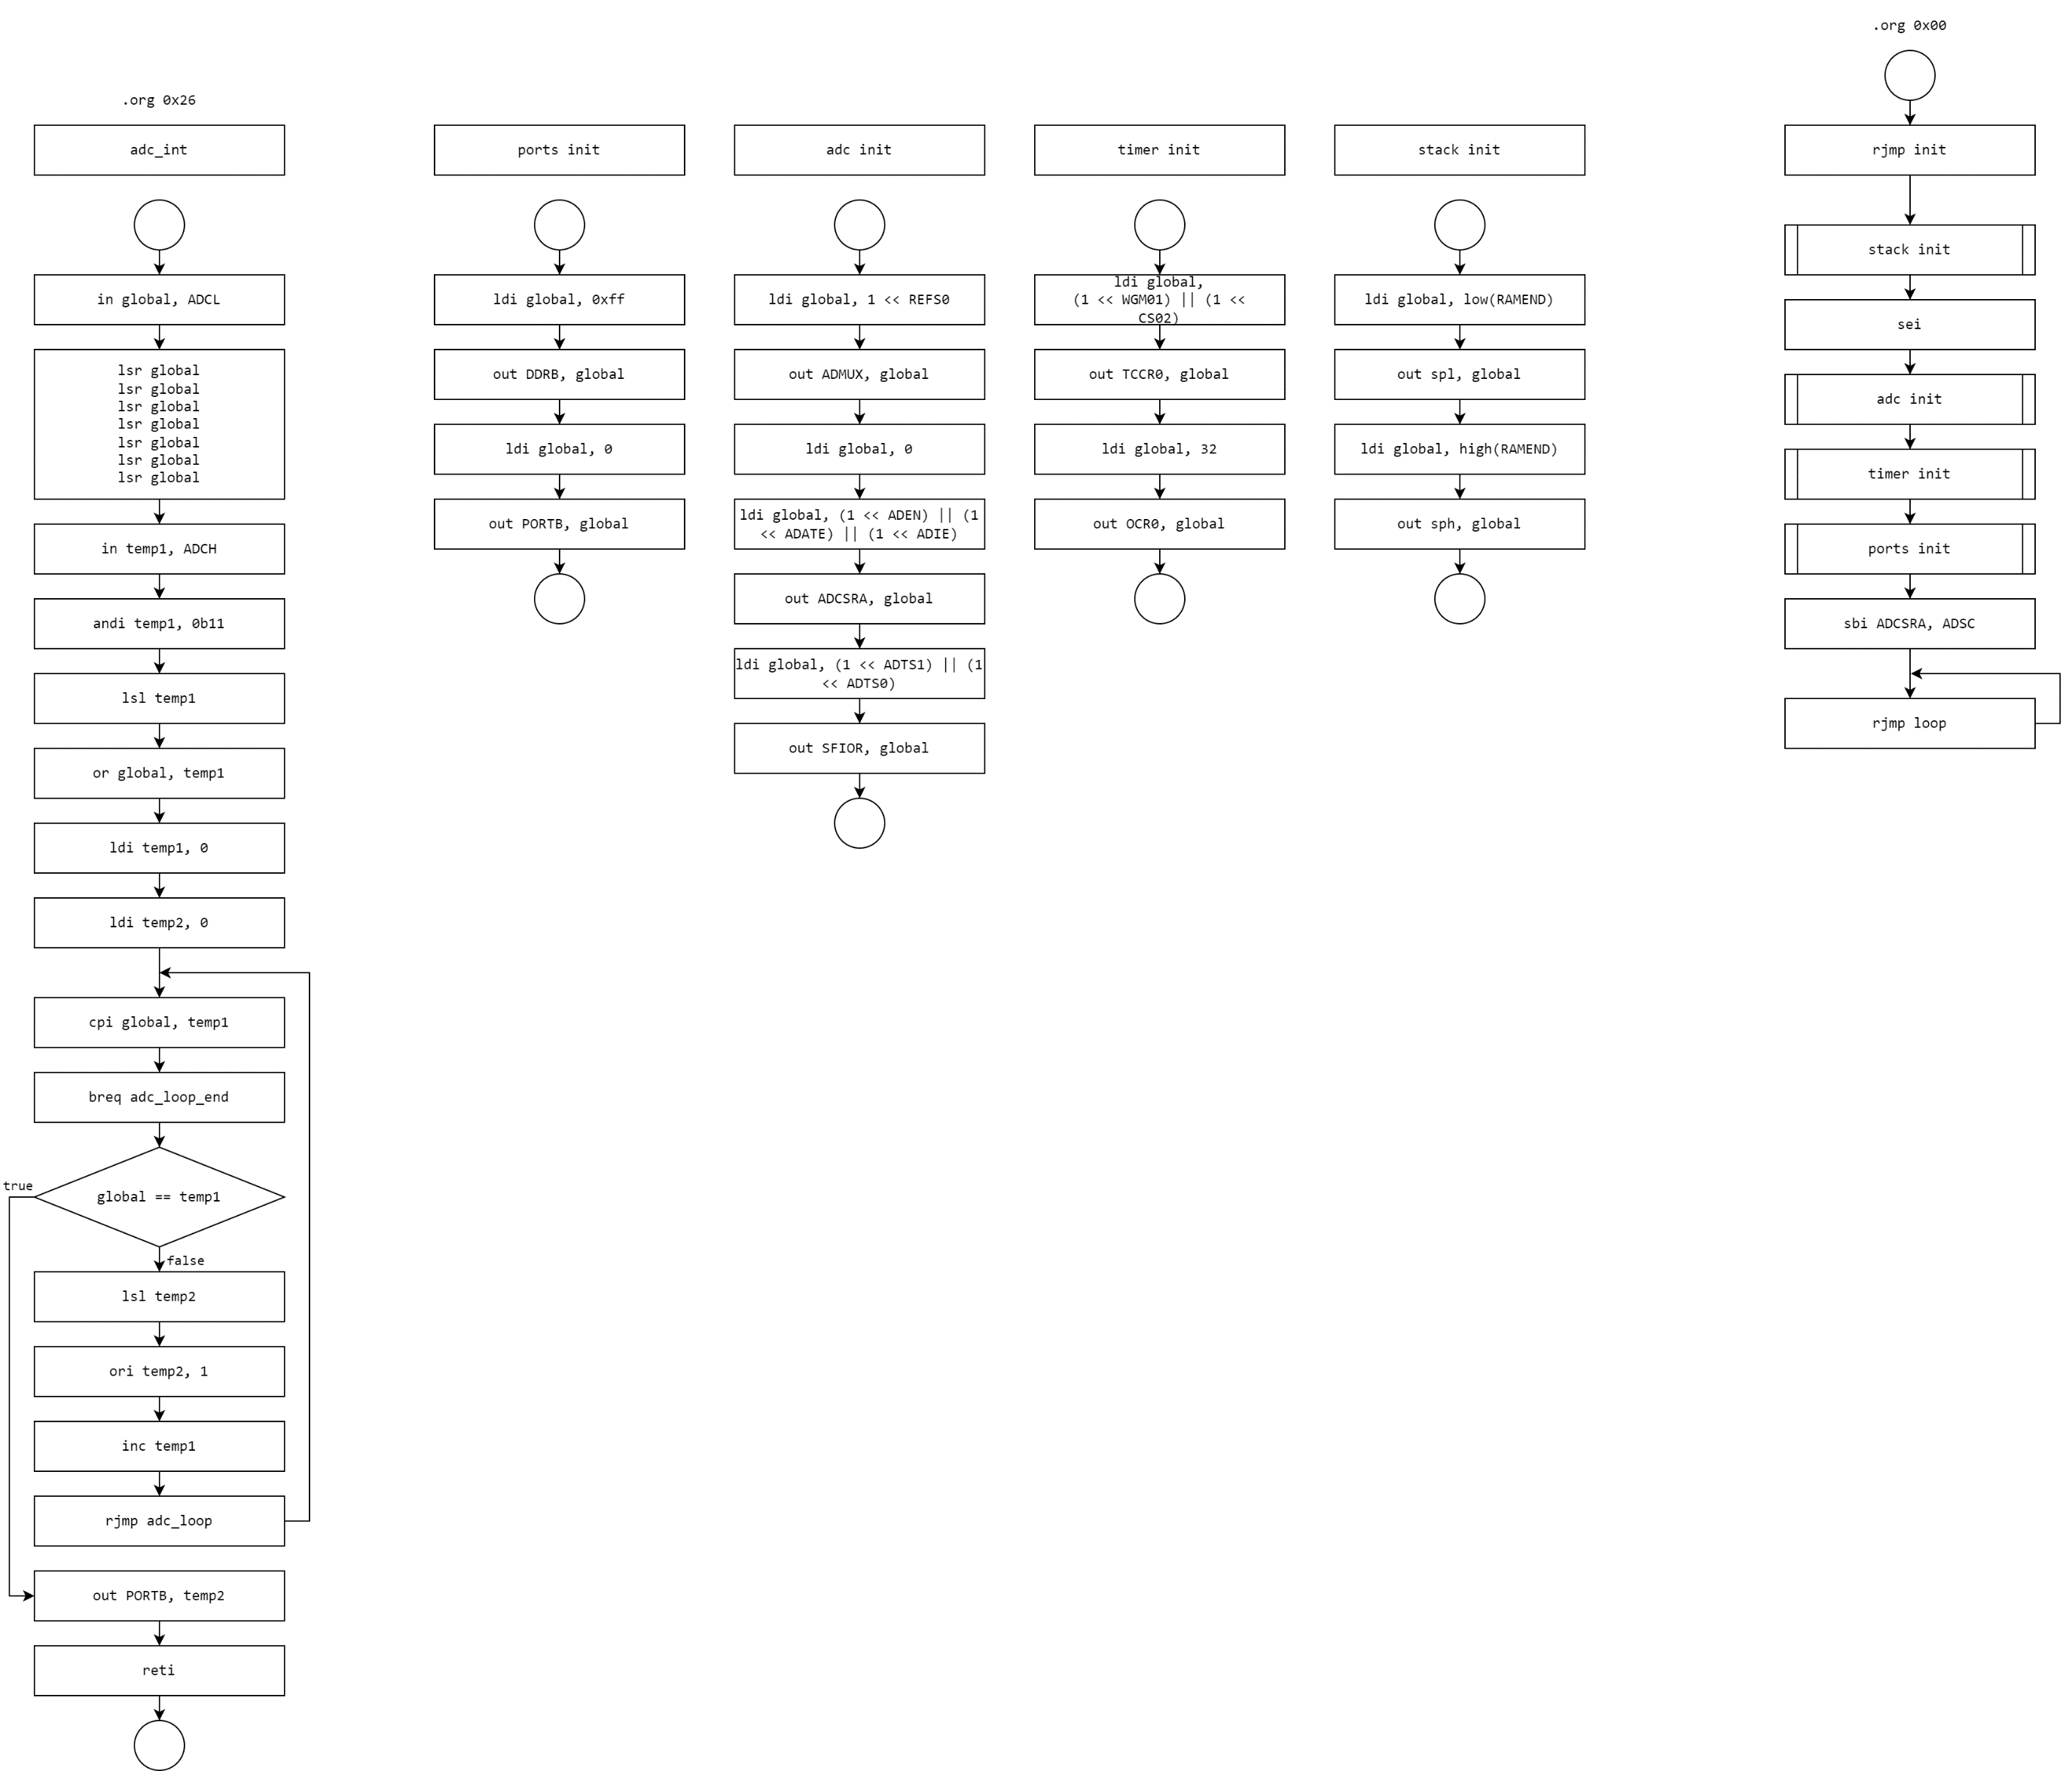 .org 0x26
adc_int
in global, ADCL
lsr global
lsr global
lsr global
lsr global
lsr global
lsr global
lsr global
in temp1, ADCH
andi temp1, 0b11
lsl temp1
or global, temp1
ldi temp1, 0
ldi temp2, 0
cpi global, temp1
breq adc_loop_end
global == temp1
true
false
lsl temp2
ori temp2, 1
inc temp1
rjmp adc_loop
out PORTB, temp2
reti
ports init
ldi global, 0xff
out DDRB, global
ldi global, 0
out PORTB, global
adc init
ldi global, 1 << REFS0
out ADMUX, global
ldi global, 0
ldi global, (1 << ADEN) || (1
<< ADATE) || (1 << ADIE)
out ADCSRA, global
ldi global, (1 << ADTS1) || (1
<< ADTS0)
out SFIOR, global
timer init
ldi global,
(1 << WGM01) || (1 <<
CS02)
out TCCR0, global
ldi global, 32
out OCR0, global
stack init
ldi global, low(RAMEND)
out spl, global
ldi global, high(RAMEND)
out sph, global
.org 0x00
rjmp init
stack init
sei
adc init
timer init
ports init
sbi ADCSRA, ADSC
rjmp loop